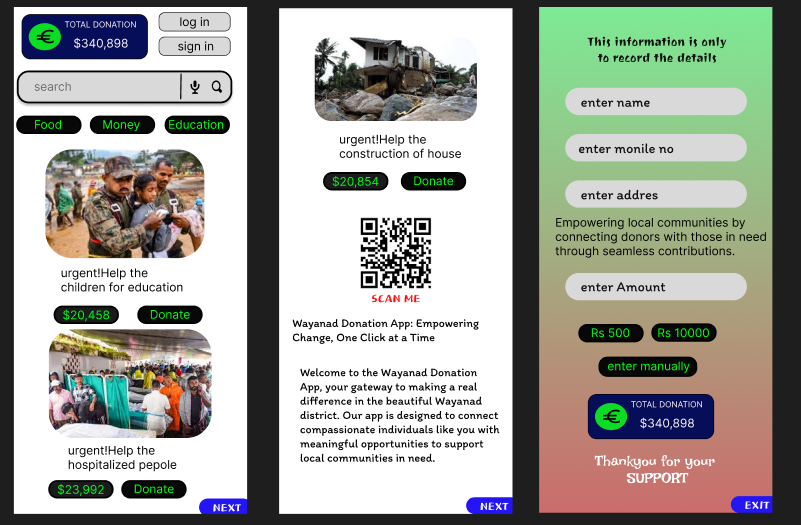 TOTAL DONATION
$340,898
log in
sign in
search
Food
Money
Education
urgent!Help the
children for education
$20,458
Donate
urgent!Help the
hospitalized pepole
$23,992
Donate
NEXT
urgent!Help the
construction of house
$20,854
Donate
SCAN ME
Wayanad Donation App: Empowering
Change, One Click at a Time
Welcome to the Wayanad Donation
App, your gateway to making a real
difference in the beautiful Wayanad
district. Our app is designed to connect
compassionate individuals like you with
meaningful opportunities to support
local communities in need.
NEXT
This information is only
to record the details
enter name
enter monile no
enter addres
Empowering local communities by
connecting donors with those in need
through seamless contributions.
enter Amount
Rs 500
Rs 10000
enter manually
TOTAL DONATION
$340,898
Thankyou for your
SUPPORT
EXIT